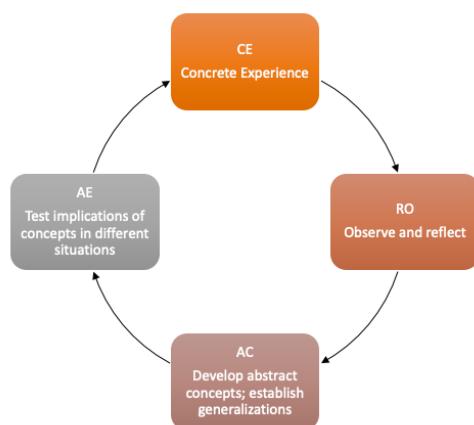 CE
Concrete Experience
RO
Observe and reflect
AC
Develop abstract
concepts; establish
generalizations
AE
Test implications of
concepts in different
situations